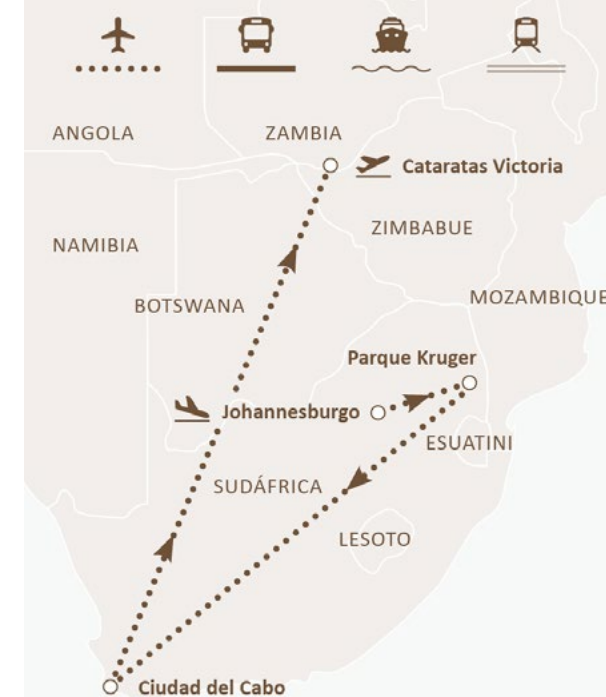 ANGOLA
ZAMBIA
Cataratas Victoria
ZIMBABUE
NAMIBIA
BOTSWANA
MOZAMBIQUE
Parque Kruger
Johannesburgo
ESUATINI
SUDÁFRICA
LESOTO
Ciudad del Cabo